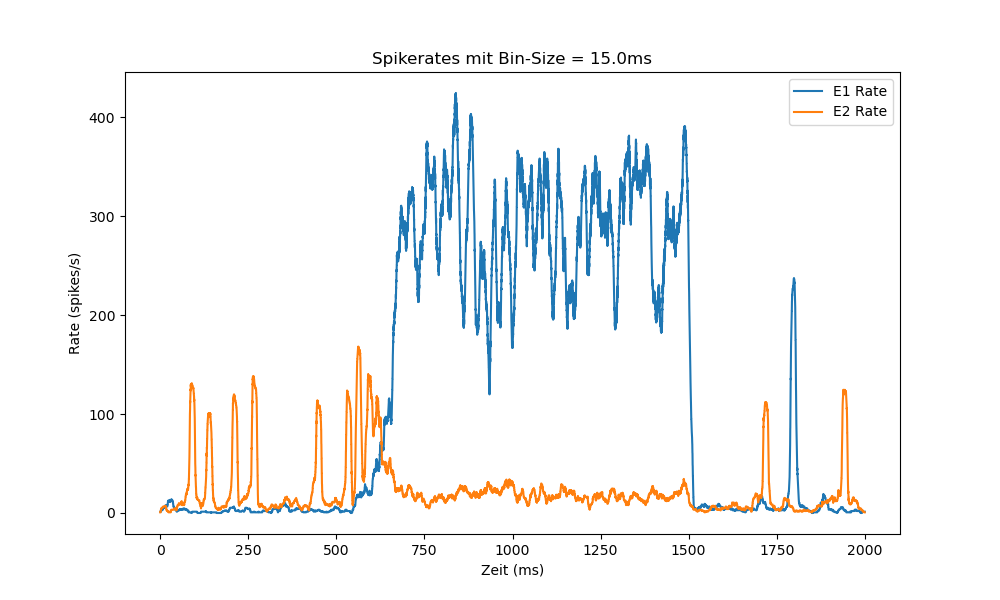 Spikerates mit Bin-Size = 15.0ms
E1 Rate
E2 Rate
400
300
200
100
0
Rate (spikes/s)
0 250 500 750 1000 1250 1500 1750 2000
Zeit (ms)